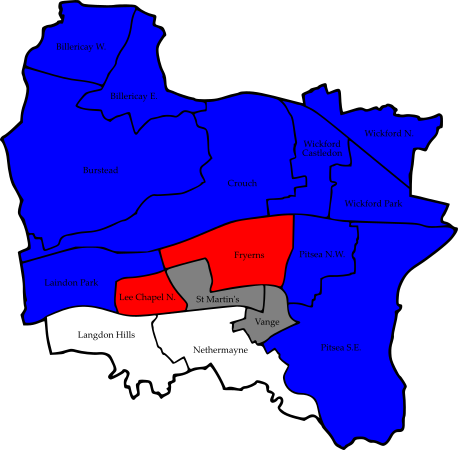 Billericay W.
Billericay E.
Burstead
Crouch
Wickford
Castledon
Wickford N.
Wickford Park
Fryerns
Pitsea N.W.
Laindon Park
Lee Chapel N.
St Martin's
Vange
Langdon Hills
Nethermayne
Pitsea S.E.